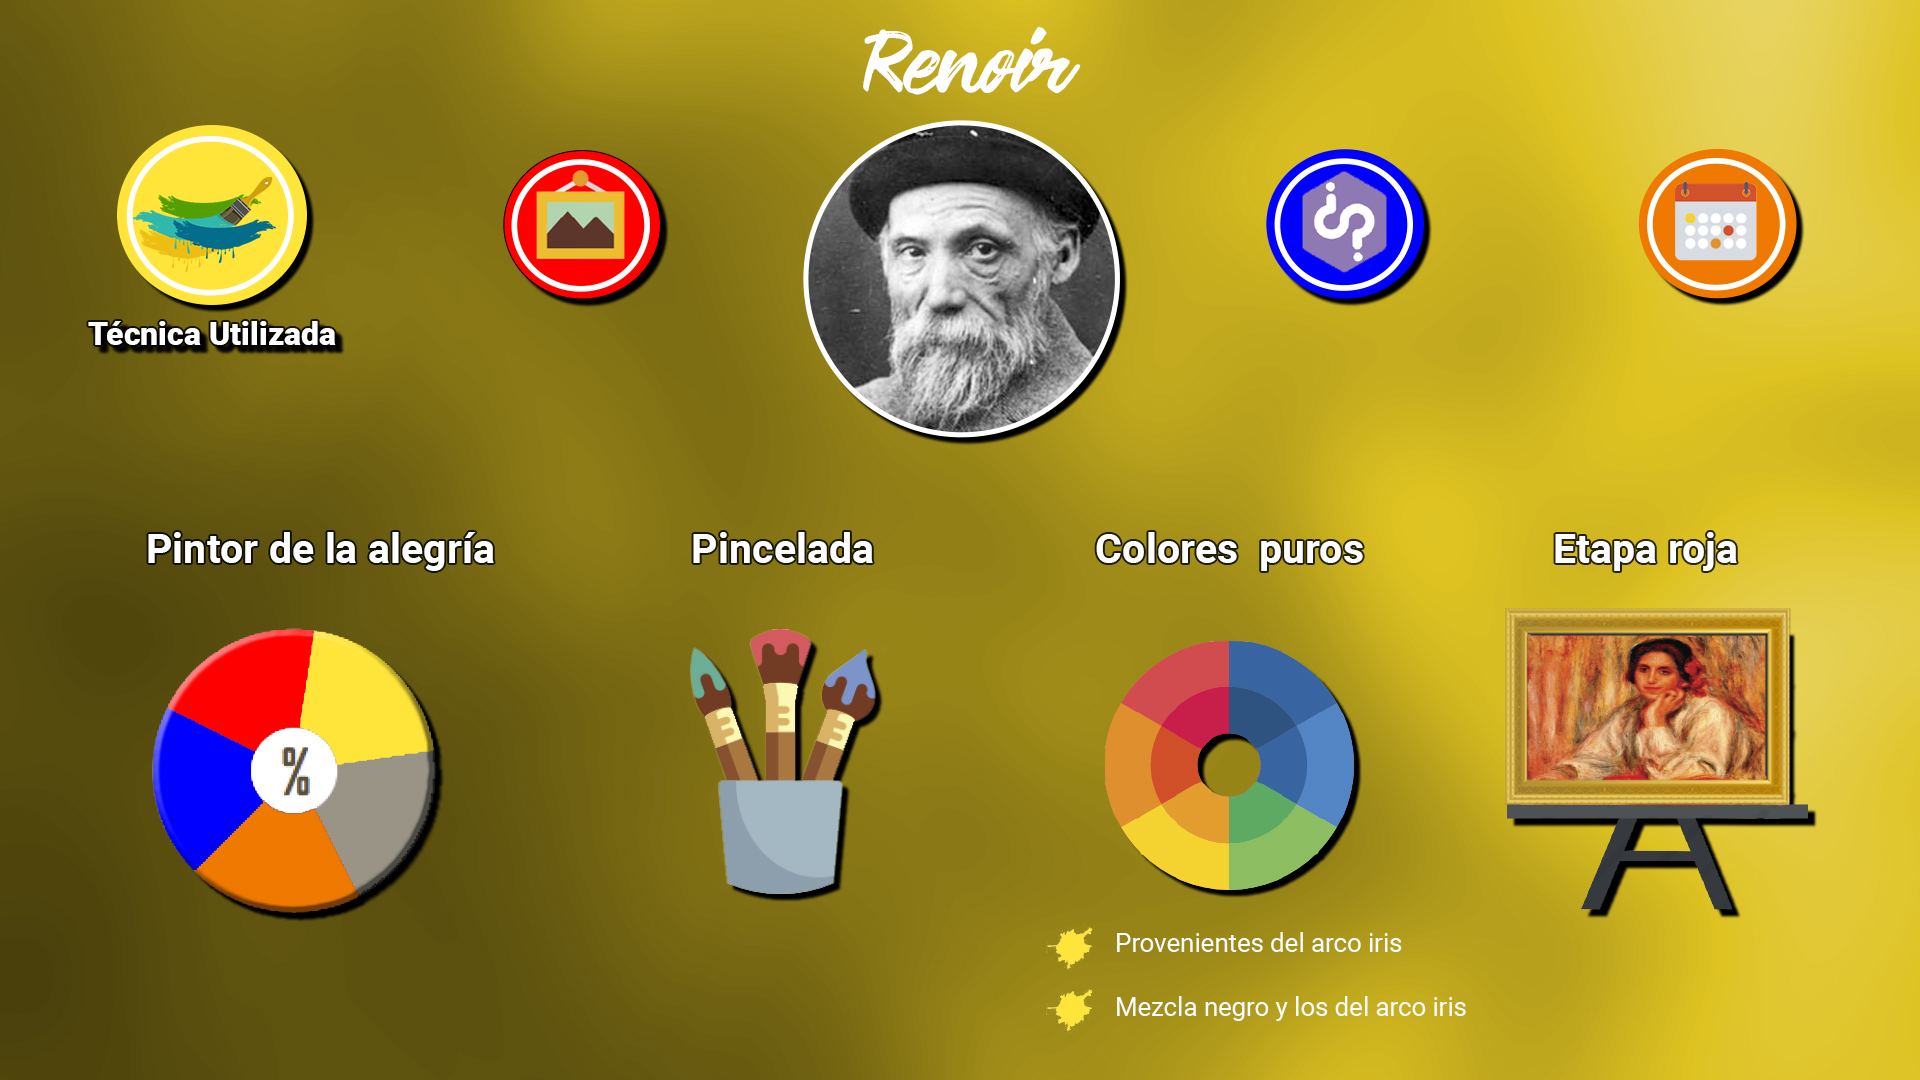 Renoir
Técnica Utilizada
Pintor de la alegría
Pincelada
Colores puros
Etapa roja
%
Provenientes del arco iris
Mezcla negro y los del arco iris